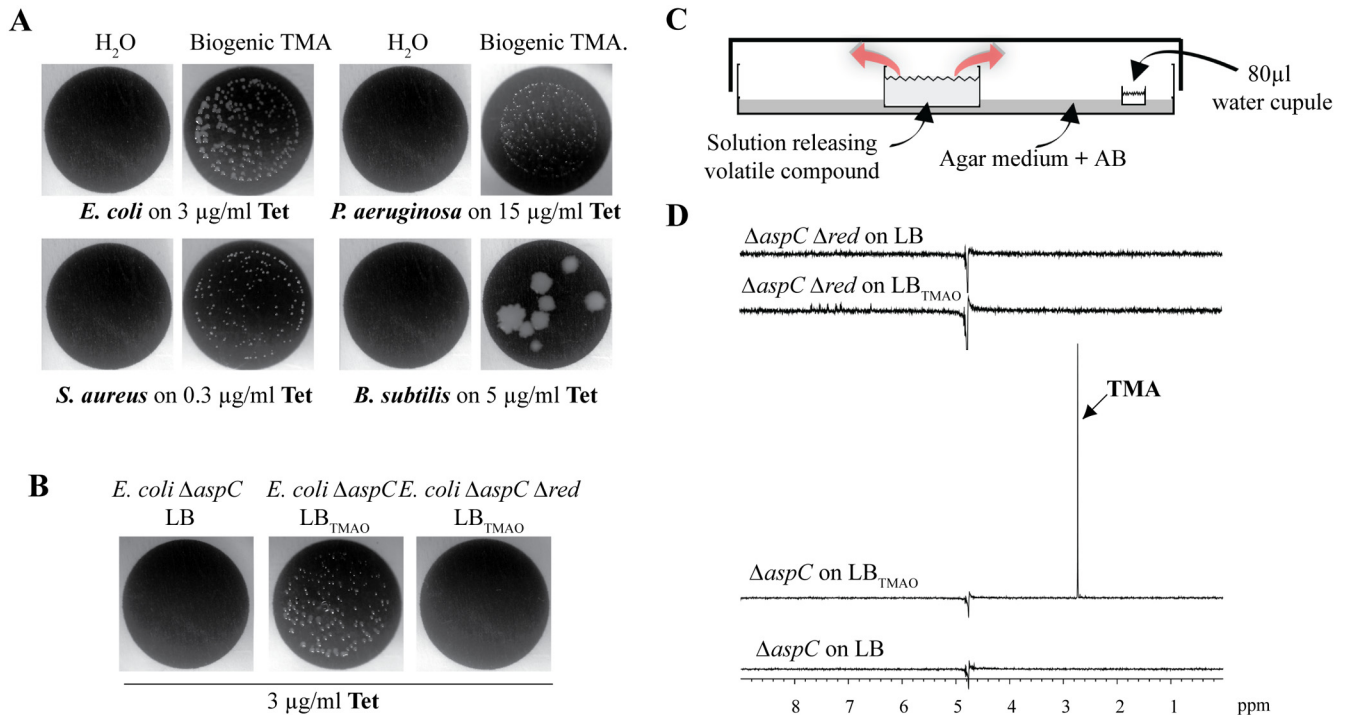 A
H2O Biogenic TMA H2O Biogenic TMA.
E. coli on 3 µg/ml Tet P. aeruginosa on 15 µg/ml Tet
S. aureus on 0.3 µg/ml Tet B. subtilis on 5 µg/ml Tet
B
E. coli ΔaspC E. coli ΔaspC E. coli ΔaspC Δred
LB LBTMAO LBTMAO
3 µg/ml Tet
C
80µl
water cupule
Solution releasing
volatile compound
Agar medium + AB
D
ΔaspC Δred on LB
ΔaspC Δred on LBTMAO
TMA
ΔaspC on LBTMAO
ΔaspC on LB
8 7 6 5 4 3 2 1 ppm